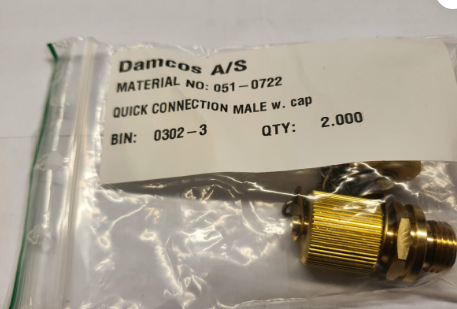 Damcos A/S
MATERIAL NO: 051-0722
QUICK CONNECTION MALE w. cap
BIN: 0302-3 QTY: 2.000